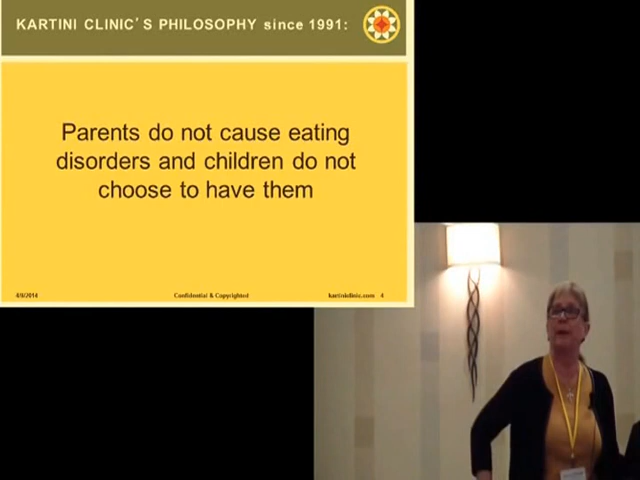 KARTINI CLINIC'S PHILOSOPHY since 1991:
Parents do not cause eating
disorders and children do not
choose to have them
Confidential & Copyrighted
kartiniclinic.com 4